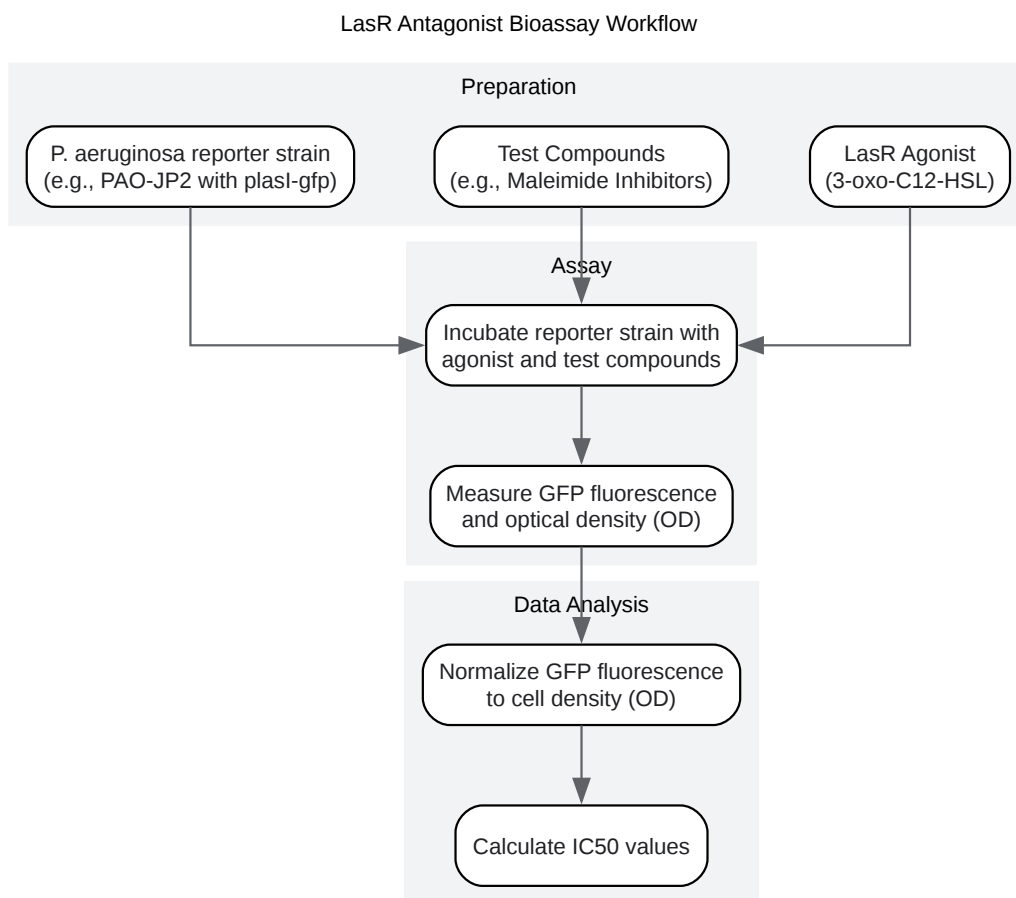 LasR Antagonist Bioassay Workflow
Preparation
P. aeruginosa reporter strain
(e.g., PAO-JP2 with plasI-gfp)
Test Compounds
(e.g., Maleimide Inhibitors)
LasR Agonist
(3-oxo-C12-HSL)
Assay
Incubate reporter strain with
agonist and test compounds
Measure GFP fluorescence
and optical density (OD)
Data Analysis
Normalize GFP fluorescence
to cell density (OD)
Calculate IC50 values